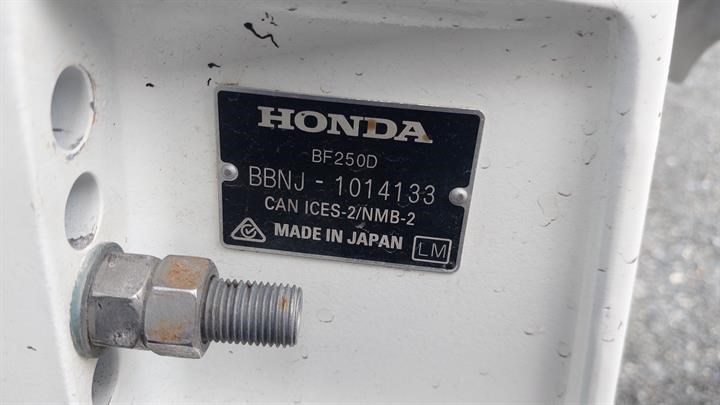 HONDA
BF250D
BBNJ - 1014133
CAN ICES-2/NMB-2
MADE IN JAPAN
LM